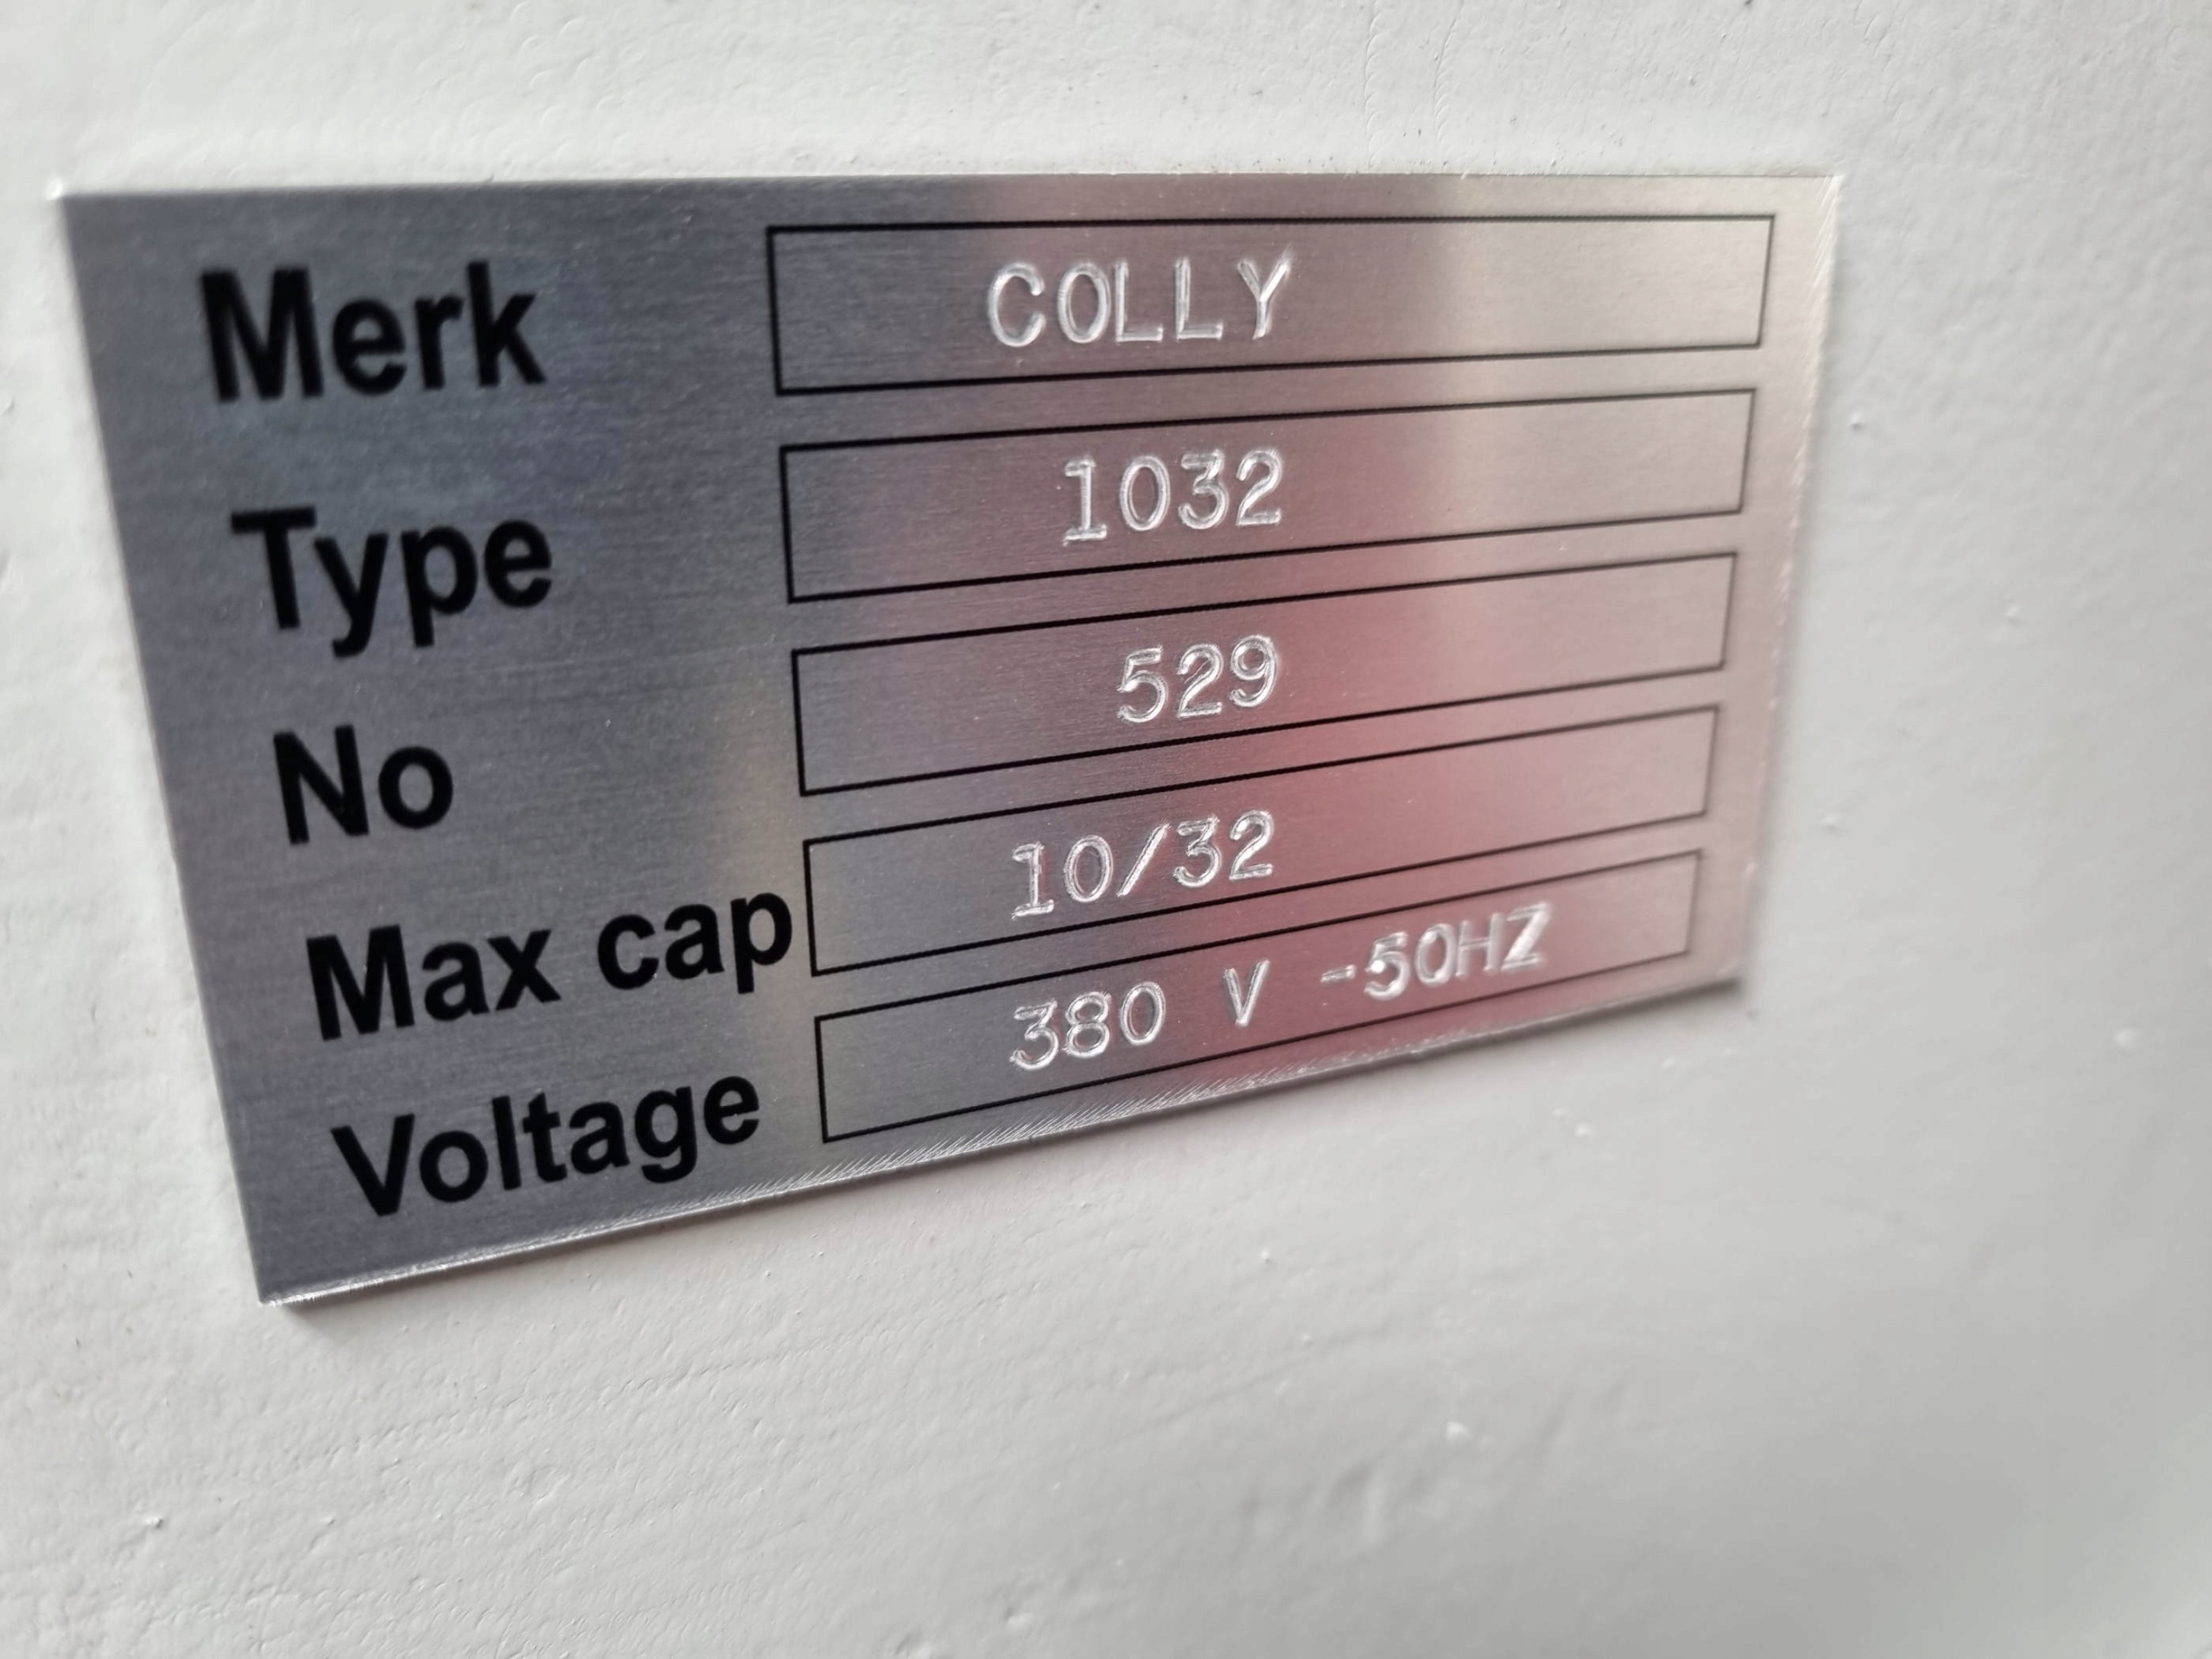 Merk COLLY
Type 1032
No 529
Max cap 10/32
Voltage 380 V -50HZ